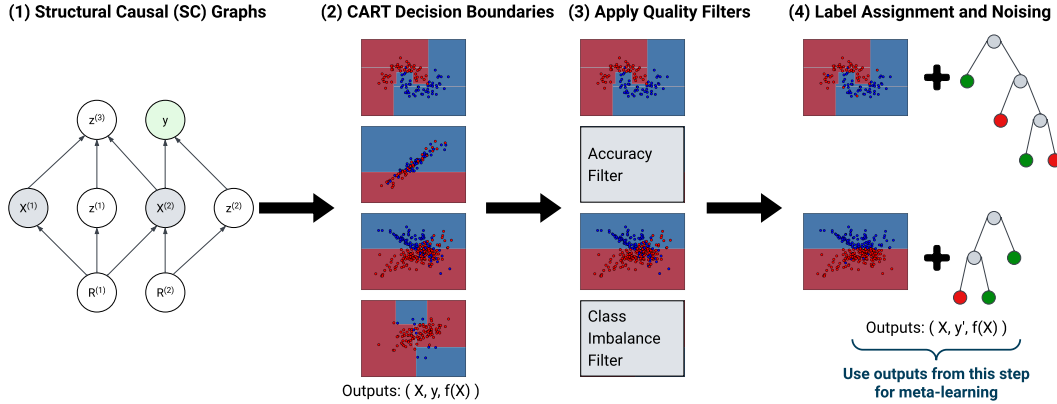 (1) Structural Causal (SC) Graphs
(2) CART Decision Boundaries
(3) Apply Quality Filters
(4) Label Assignment and Noising
z(3)
y
X(1)
z(1)
X(2)
z(2)
R(1)
R(2)
Outputs: ( X, y, f(X) )
Accuracy
Filter
Class
Imbalance
Filter
Outputs: ( X, y', f(X) )
Use outputs from this step
for meta-learning